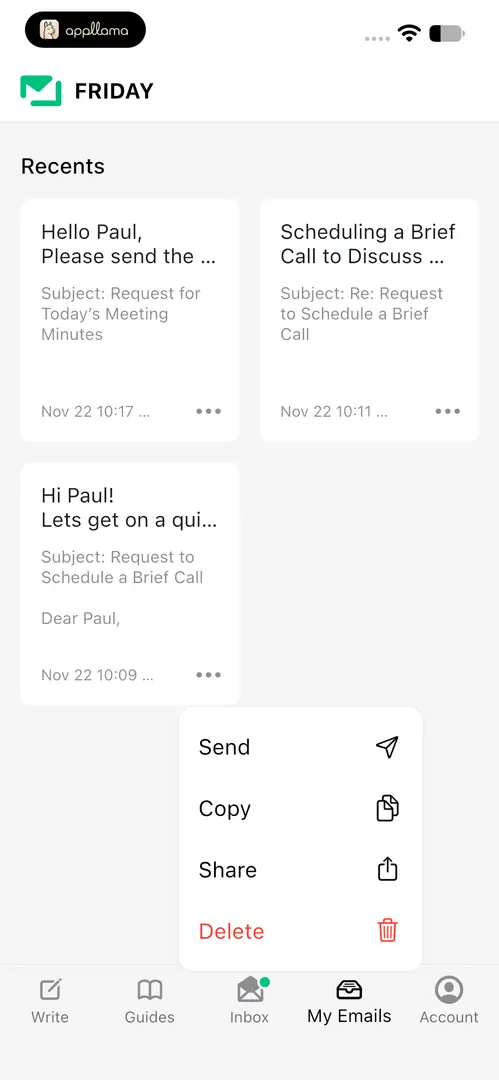 appllama
FRIDAY
Recents
Hello Paul,
Please send the ...
Subject: Request for
Today’s Meeting
Minutes
Nov 22 10:17 ...
Scheduling a Brief
Call to Discuss ...
Subject: Re: Request
to Schedule a Brief
Call
Nov 22 10:11 ...
Hi Paul!
Lets get on a qui...
Subject: Request to
Schedule a Brief Call
Dear Paul,
Nov 22 10:09 ...
Send
Copy
Share
Delete
Write
Guides
Inbox
My Emails
Account